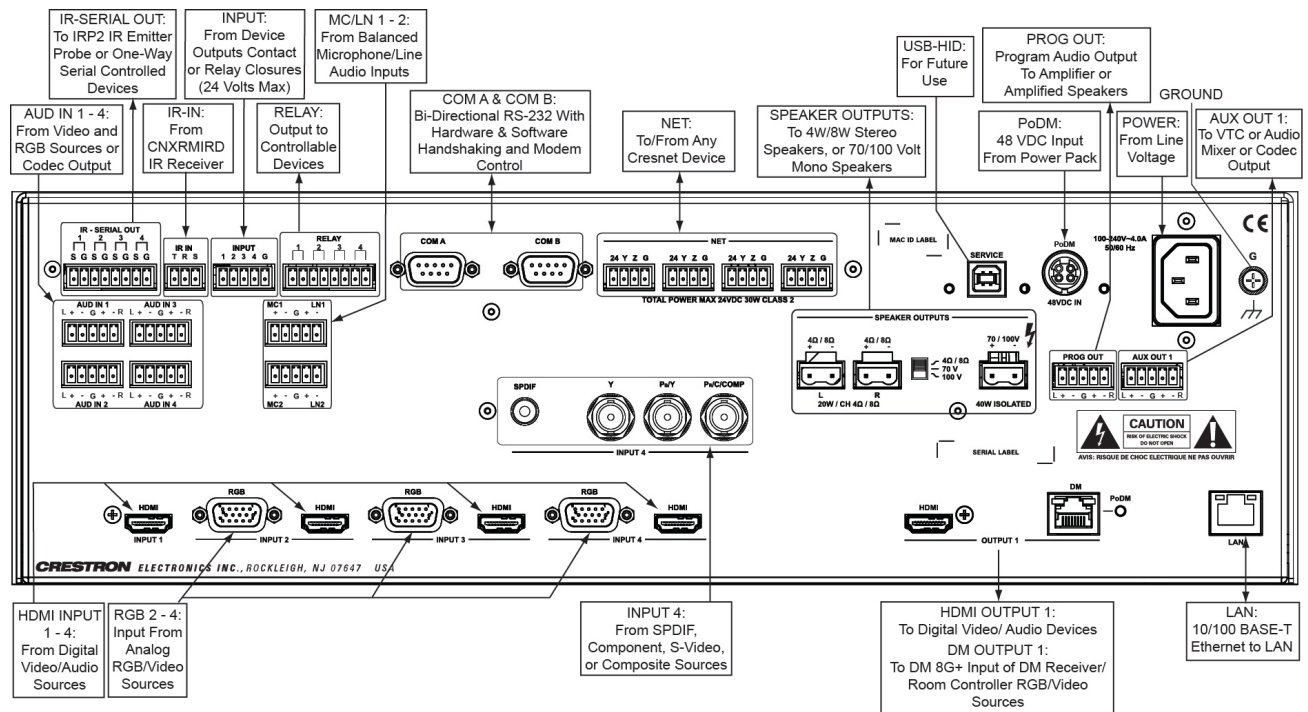 IR-SERIAL OUT:
To IRP2 IR Emitter
Probe or One-Way
Serial Controlled
Devices
INPUT:
From Device
Outputs Contact
or Relay Closures
(24 Volts Max)
MC/LN 1 - 2:
From Balanced
Microphone/Line
Audio Inputs
USB-HID:
For Future
Use
PROG OUT:
Program Audio Output
To Amplifier or
Amplified Speakers
GROUND
AUD IN 1 - 4:
From Video and
RGB Sources or
Codec Output
IR-IN:
From
CNXRMIRD
IR Receiver
RELAY:
Output to
Controllable
Devices
COM A & COM B:
Bi-Directional RS-232 With
Hardware & Software
Handshaking and Modem
Control
NET:
To/From Any
Cresnet Device
SPEAKER OUTPUTS:
To 4W/8W Stereo
Speakers, or 70/100 Volt
Mono Speakers
PoDM:
48 VDC Input
From Power Pack
POWER:
From Line
Voltage
AUX OUT 1:
To VTC or Audio
Mixer or Codec
Output
IR - SERIAL OUT
1 2 3 4
S G S G S G S G
IR IN
T R S
INPUT
1 2 3 4 G
RELAY
1 2 3 4
COM A
COM B
NET
24 Y Z G 24 Y Z G 24 Y Z G 24 Y Z G
TOTAL POWER MAX 24VDC 30W CLASS 2
MAC ID LABEL
SERVICE
PoDM
48VDC IN
100-240V~4.0A
50/60 Hz
CE
G
AUD IN 1 AUD IN 3
L + - G + - R L + - G + - R
L + - G + - R L + - G + - R
AUD IN 2 AUD IN 4
MC1 LN1
+ - G + -
+ - G + -
MC2 LN2
SPEAKER OUTPUTS
4Ω / 8Ω
+ -
4Ω / 8Ω
+ -
4Ω / 8Ω
70 V
100 V
70 / 100V
+ -
L R
20W / CH 4Ω / 8Ω
40W ISOLATED
PROG OUT
L + - G + - R
AUX OUT 1
L + - G + - R
SPDIF
Y
PB/Y
PR/C/COMP
INPUT 4
CAUTION
RISK OF ELECTRIC SHOCK
DO NOT OPEN
AVIS: RISQUE DE CHOC ELECTRIQUE NE PAS OUVRIR
SERIAL LABEL
HDMI
INPUT 1
RGB
HDMI
INPUT 2
RGB
HDMI
INPUT 3
RGB
HDMI
INPUT 4
HDMI
DM
PoDM
OUTPUT 1
LAN
CRESTRON ELECTRONICS INC., ROCKLEIGH, NJ 07647 USA
HDMI INPUT
1 - 4:
From Digital
Video/Audio
Sources
RGB 2 - 4:
Input From
Analog
RGB/Video
Sources
INPUT 4:
From SPDIF,
Component, S-Video,
or Composite Sources
HDMI OUTPUT 1:
To Digital Video/ Audio Devices
DM OUTPUT 1:
To DM 8G+ Input of DM Receiver/
Room Controller RGB/Video
Sources
LAN:
10/100 BASE-T
Ethernet to LAN